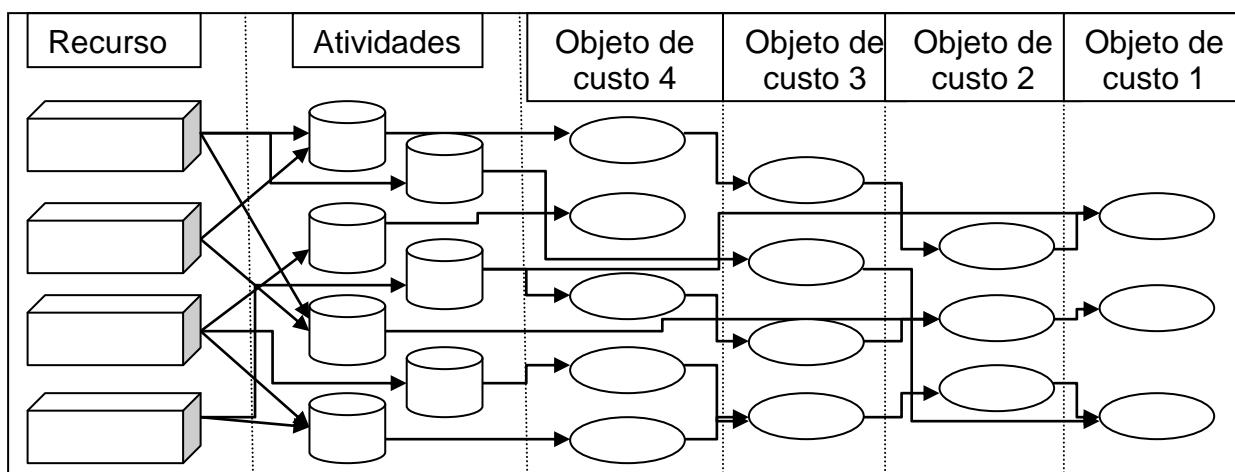 Recurso
Atividades
Objeto de
custo 4
Objeto de
custo 3
Objeto de
custo 2
Objeto de
custo 1